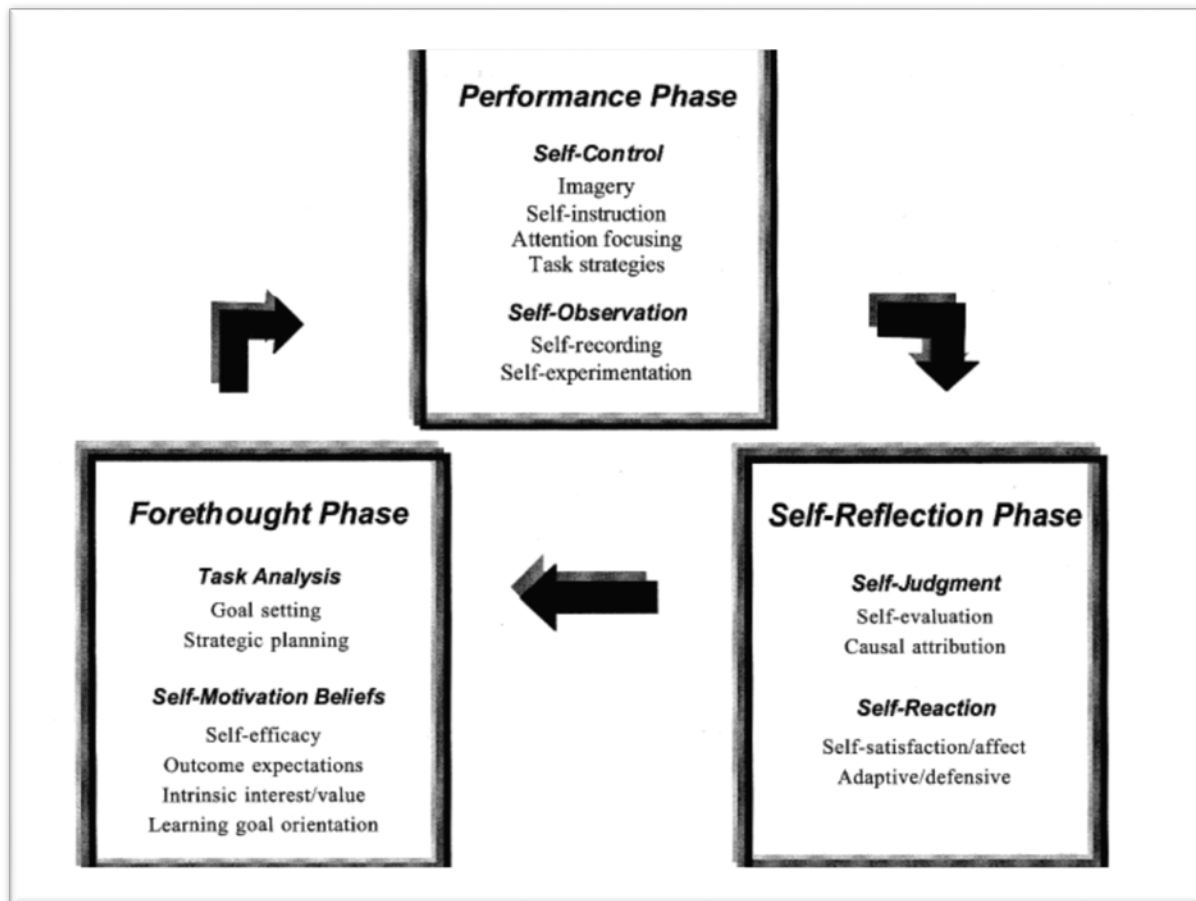 Performance Phase
Self-Control
Imagery
Self-instruction
Attention focusing
Task strategies
Self-Observation
Self-recording
Self-experimentation
Forethought Phase
Task Analysis
Goal setting
Strategic planning
Self-Motivation Beliefs
Self-efficacy
Outcome expectations
Intrinsic interest/value
Learning goal orientation
Self-Reflection Phase
Self-Judgment
Self-evaluation
Causal attribution
Self-Reaction
Self-satisfaction/affect
Adaptive/defensive